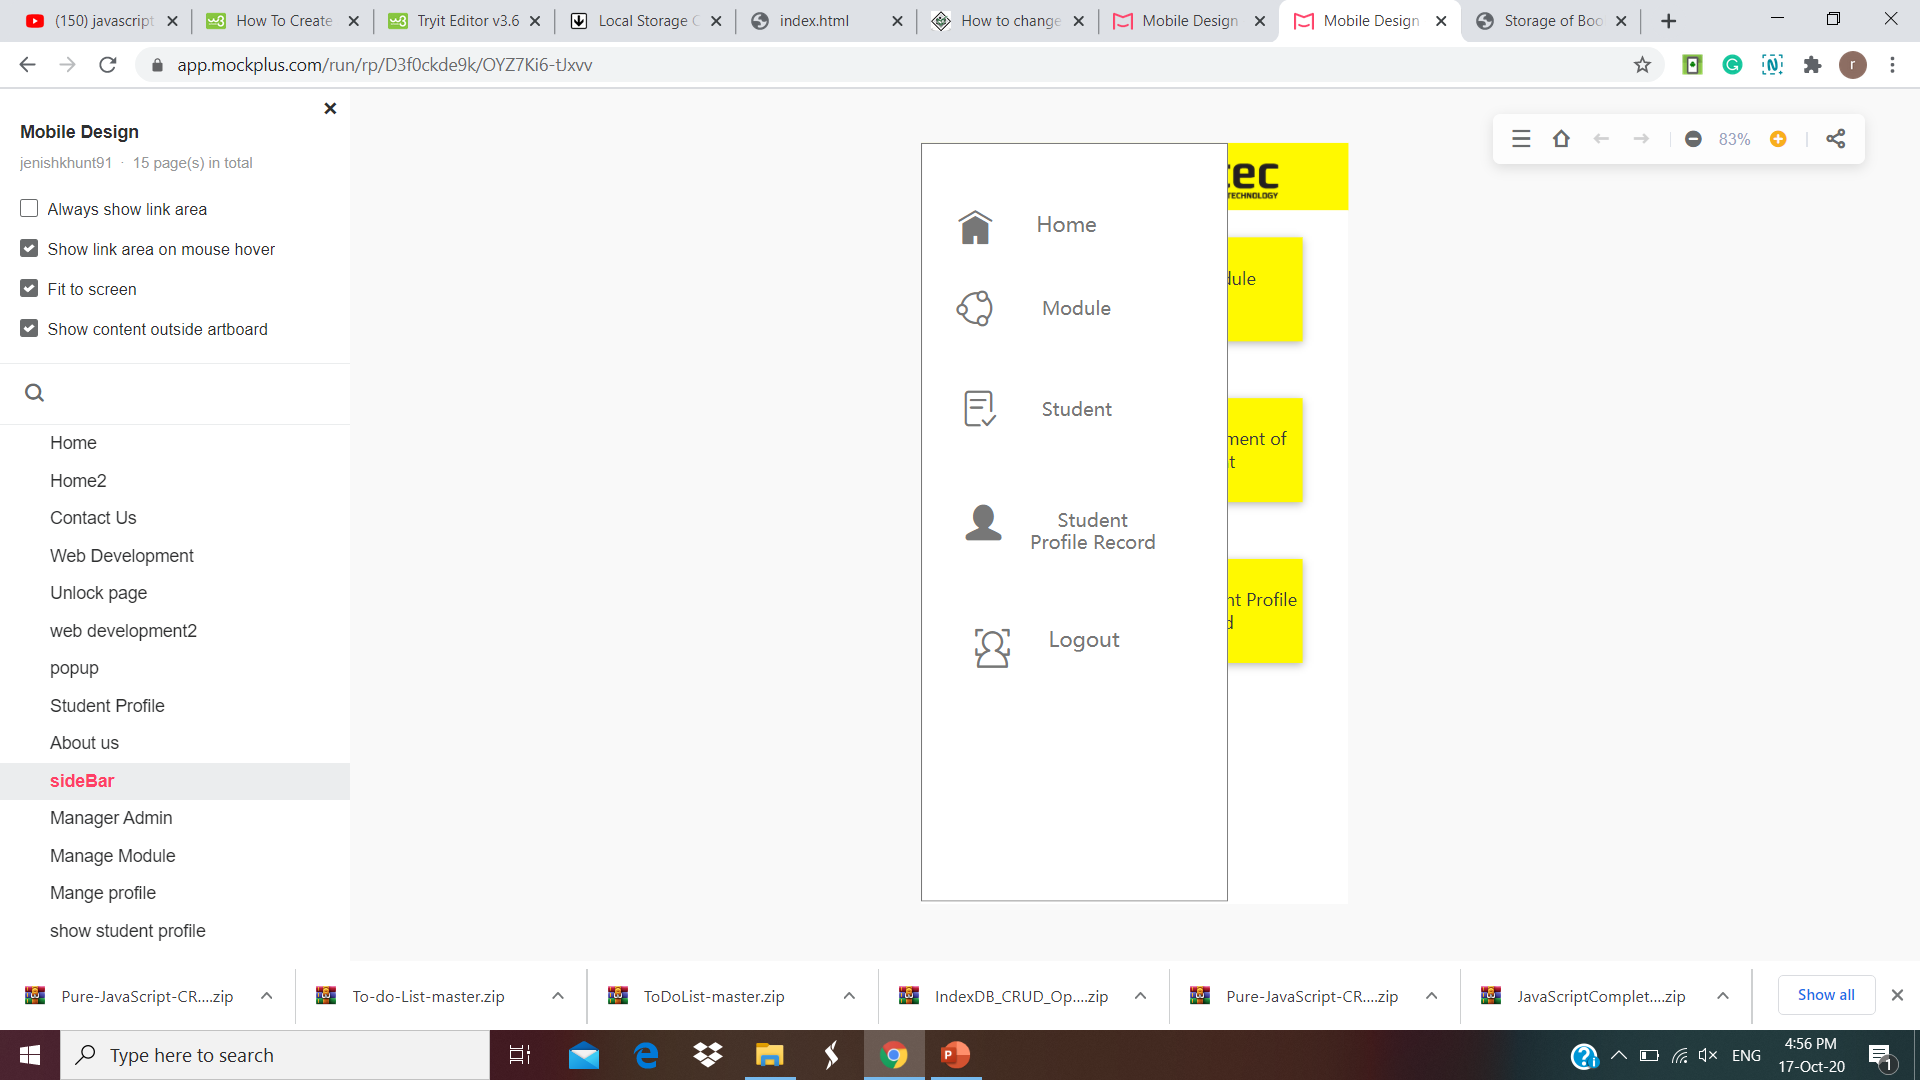 (150) javascript
How To Create
Tryit Editor v3.6
Local Storage
index.html
How to change
Mobile Design
Mobile Design
Storage of Boo
app.mockplus.com/run/rp/D3f0ckde9k/OYZ7Ki6-tJxvv
r
Mobile Design
jenishkhunt91 · 15 page(s) in total
Always show link area
Show link area on mouse hover
Fit to screen
Show content outside artboard
Home
Home2
Contact Us
Web Development
Unlock page
web development2
popup
Student Profile
About us
sideBar
Manager Admin
Manage Module
Mange profile
show student profile
Home
Module
Student
Student
Profile Record
Logout
tec
TECHNOLOGY
dule
ment of
t
nt Profile
d
83%
Pure-JavaScript-CR....zip
To-do-List-master.zip
ToDoList-master.zip
IndexDB_CRUD_Op....zip
Pure-JavaScript-CR....zip
JavaScriptComplet....zip
Show all
Type here to search
ENG
4:56 PM
17-Oct-20
1